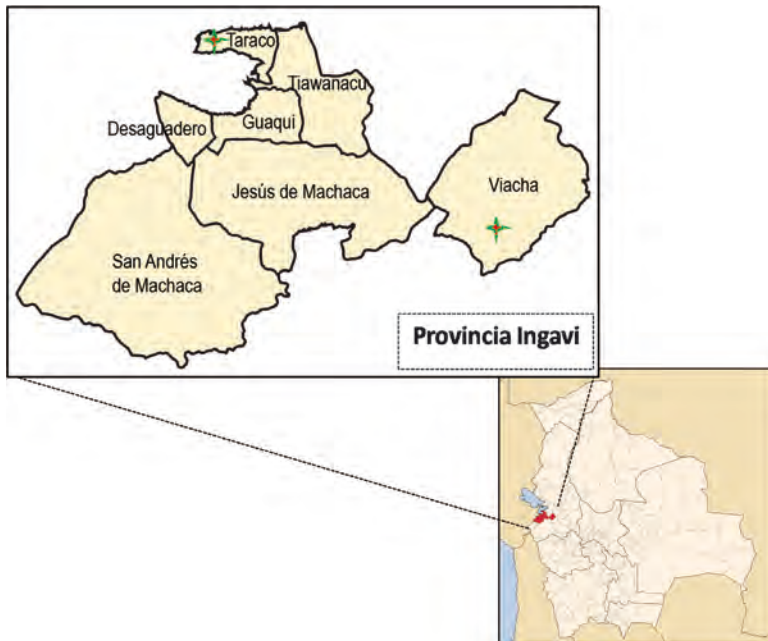 Taraco
Tiawanacu
Desaguadero
Guaqui
Viacha
Jesús de Machaca
San Andrés
de Machaca
Provincia Ingavi